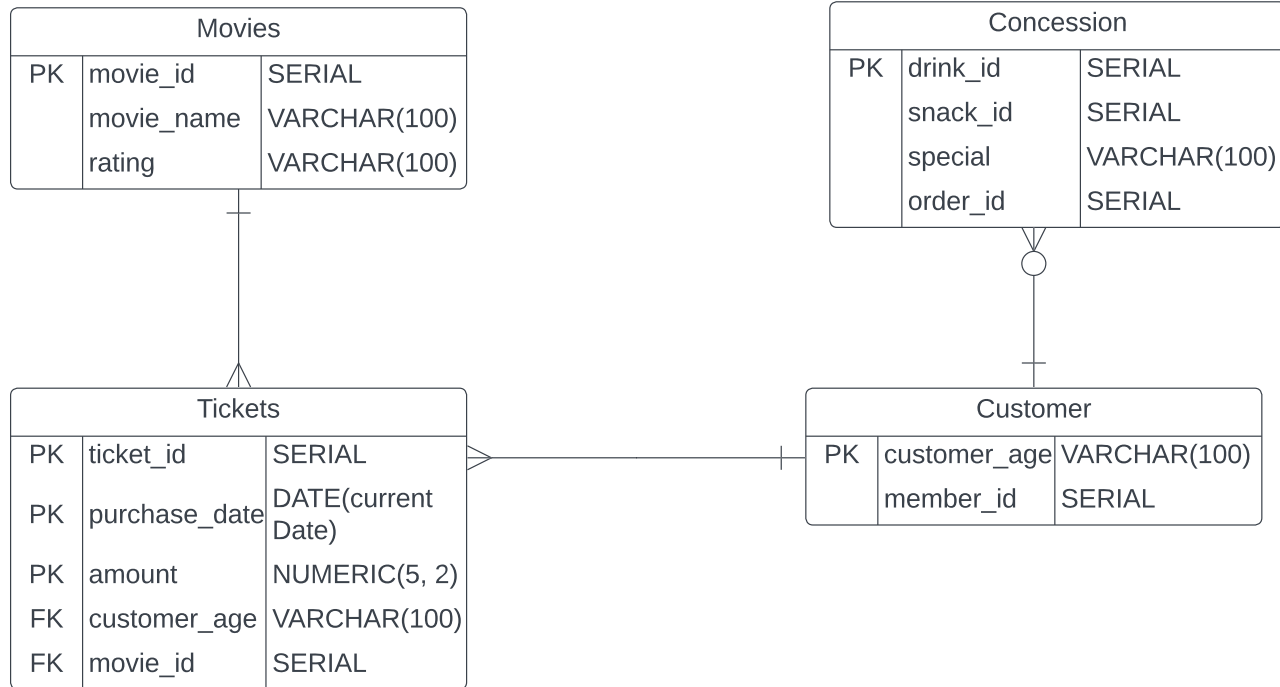 Movies
PK movie_id SERIAL
movie_name VARCHAR(100)
rating VARCHAR(100)
Concession
PK drink_id SERIAL
snack_id SERIAL
special VARCHAR(100)
order_id SERIAL
Tickets
PK ticket_id SERIAL
PK purchase_date DATE(current
Date)
PK amount NUMERIC(5, 2)
FK customer_age VARCHAR(100)
FK movie_id SERIAL
Customer
PK customer_age VARCHAR(100)
member_id SERIAL